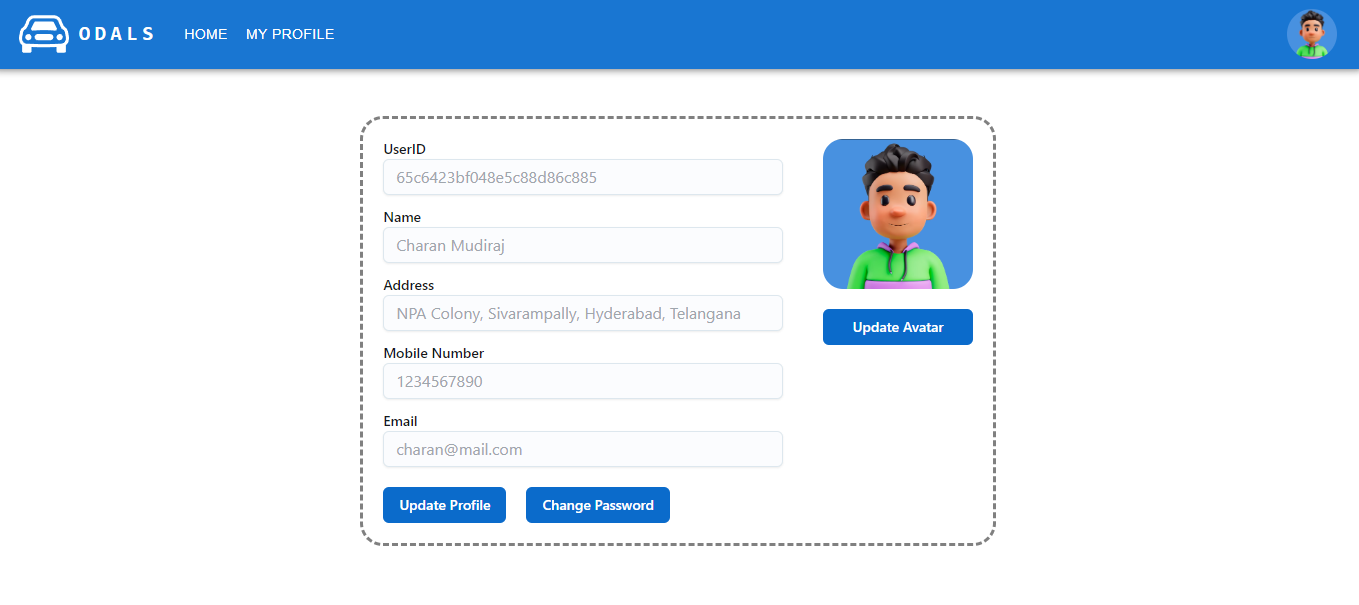 ODALS HOME MY PROFILE
UserID
65c6423bf048e5c88d86c885
Name
Charan Mudiraj
Address
NPA Colony, Sivarampally, Hyderabad, Telangana
Mobile Number
1234567890
Email
charan@mail.com
Update Profile Change Password
Update Avatar